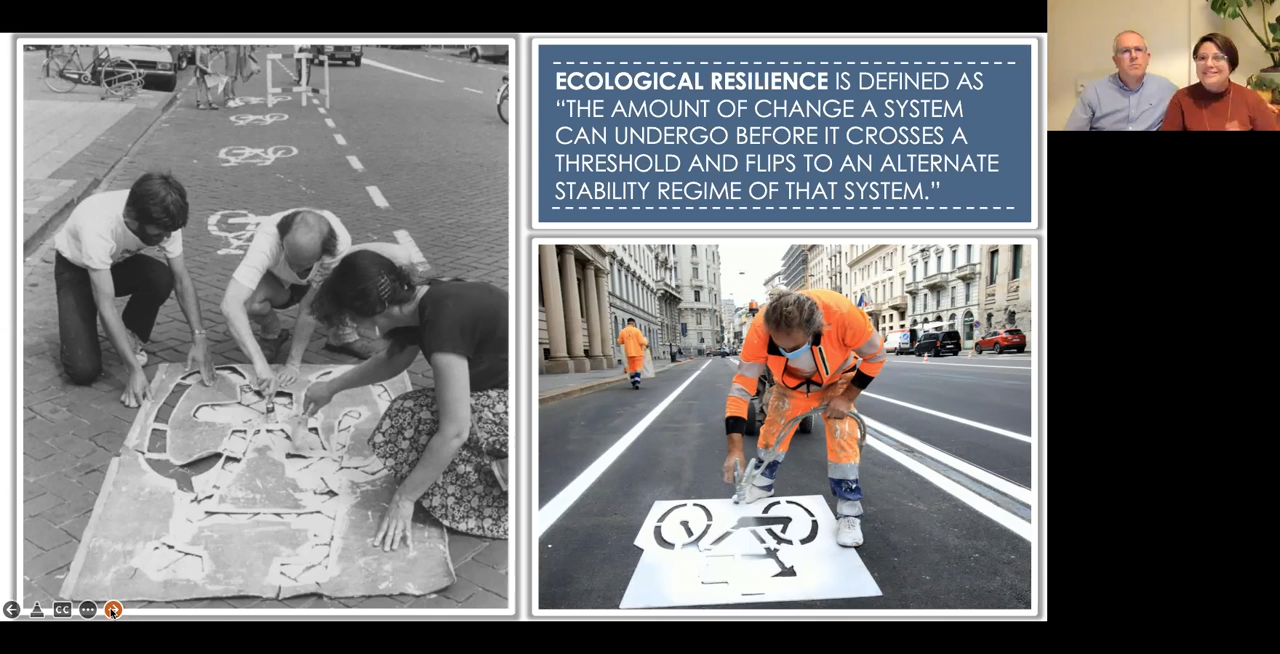 ECOLOGICAL RESILIENCE IS DEFINED AS
“THE AMOUNT OF CHANGE A SYSTEM
CAN UNDERGO BEFORE IT CROSSES A
THRESHOLD AND FLIPS TO AN ALTERNATE
STABILITY REGIME OF THAT SYSTEM.”
CC